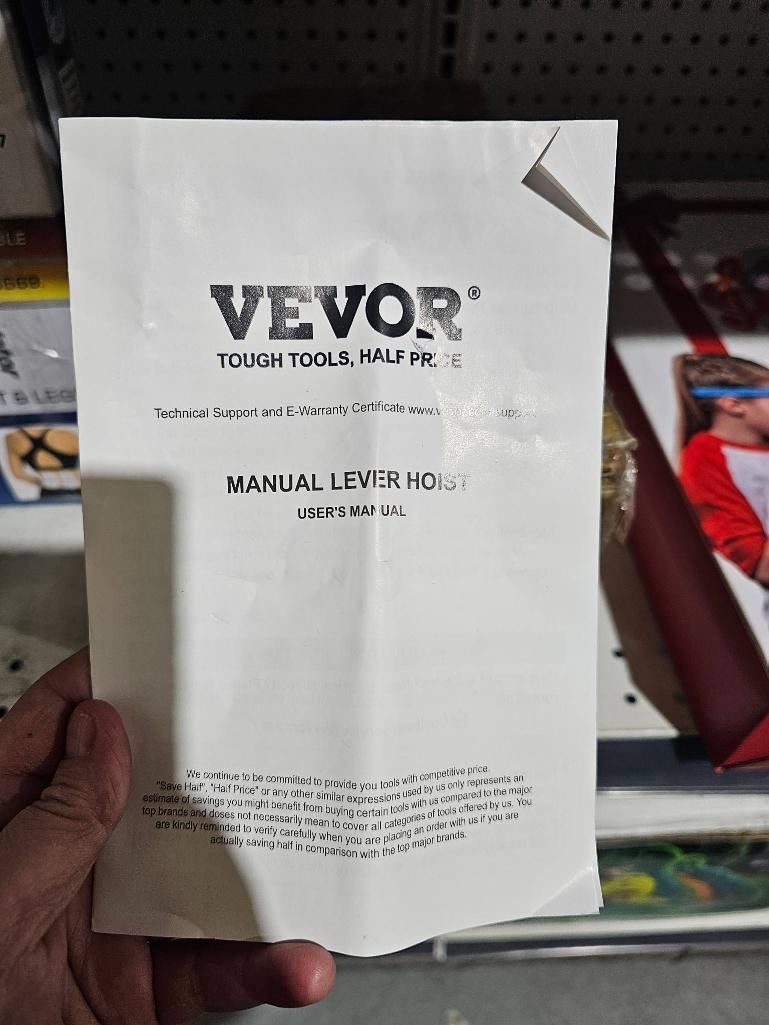 VEVOR®
TOUGH TOOLS, HALF PRICE
Technical Support and E-Warranty Certificate
MANUAL LEVER HOIST
USER'S MANUAL
We continue to be committed to provide you tools with competitive price.
"Save Half", "Half Price" or any other similar expressions used by us only represents an
estimate of savings you might benefit from buying certain tools with us compared to the major
top brands and doses not necessarily mean to cover all categories of tools offered by us. You
are kindly reminded to verify carefully when you are placing an order with us if you are
actually saving half in comparison with the top major brands.